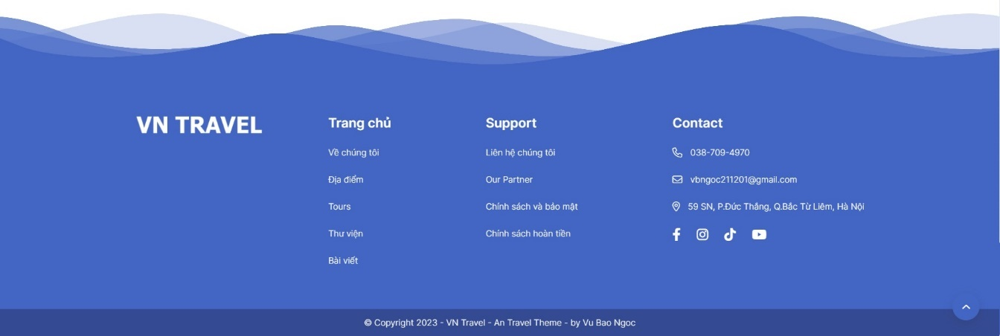 VN TRAVEL
Trang chủ
Về chúng tôi
Địa điểm
Tours
Thư viện
Bài viết
Support
Liên hệ chúng tôi
Our Partner
Chính sách và bảo mật
Chính sách hoàn tiền
Contact
038-709-4970
vbngoc211201@gmail.com
59 SN, P.Đức Thắng, Q.Bắc Từ Liêm, Hà Nội
© Copyright 2023 - VN Travel - An Travel Theme - by Vu Bao Ngoc